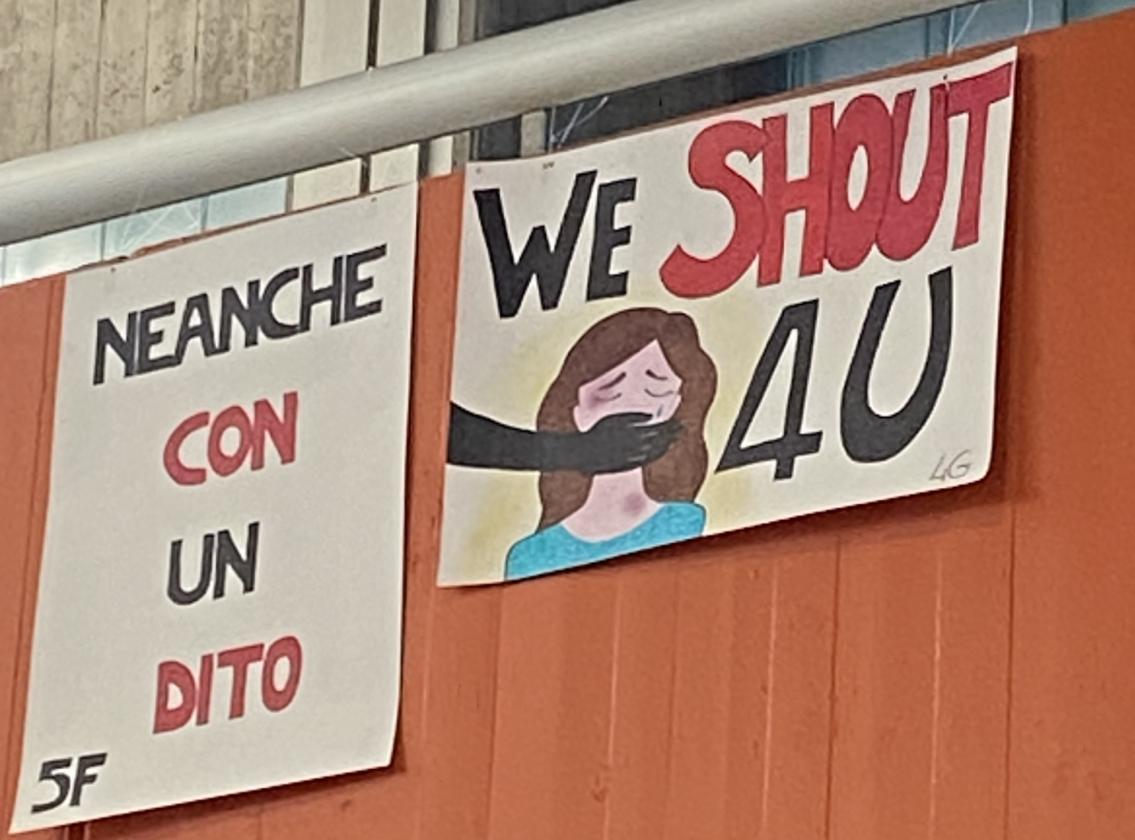 NEANCHE
CON
UN
DITO
5F
WE SHOUT
4U
4G